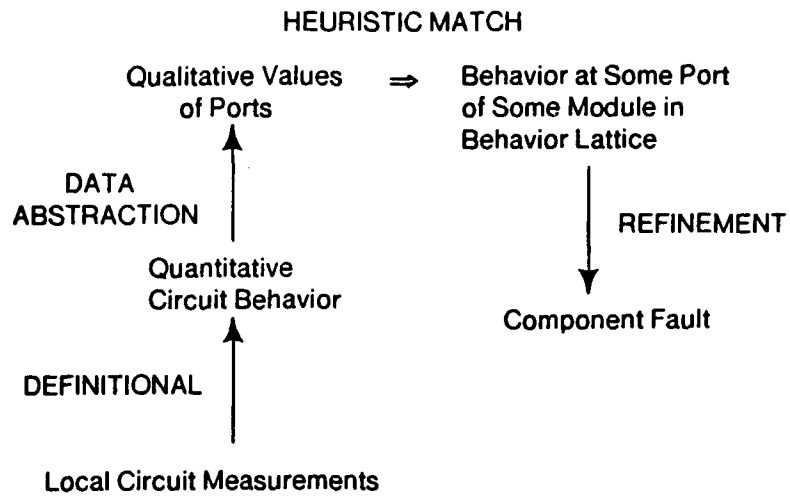 HEURISTIC MATCH
Qualitative Values
of Ports
⇒
Behavior at Some Port
of Some Module in
Behavior Lattice
DATA
ABSTRACTION
REFINEMENT
Quantitative
Circuit Behavior
Component Fault
DEFINITIONAL
Local Circuit Measurements